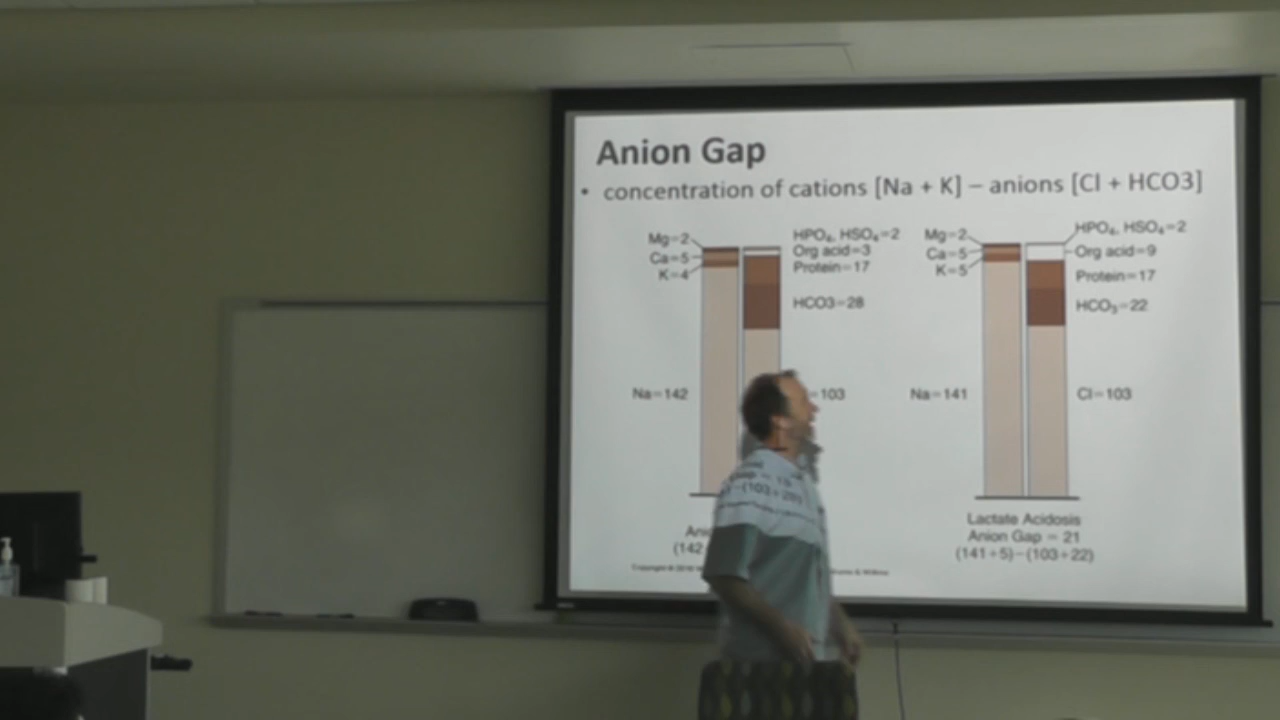 Anion Gap
• concentration of cations [Na + K] – anions [Cl + HCO3]
Mg=2
Ca=5
K=4
HPO₄, HSO₄=2
Org acid=3
Protein=17
HCO3=28
Na=142
=103
Mg=2
Ca=5
K=5
HPO₄, HSO₄=2
Org acid=9
Protein=17
HCO₃=22
Na=141
Cl=103
(142
-(103+28)
Lactate Acidosis
Anion Gap = 21
(141+5)-(103+22)